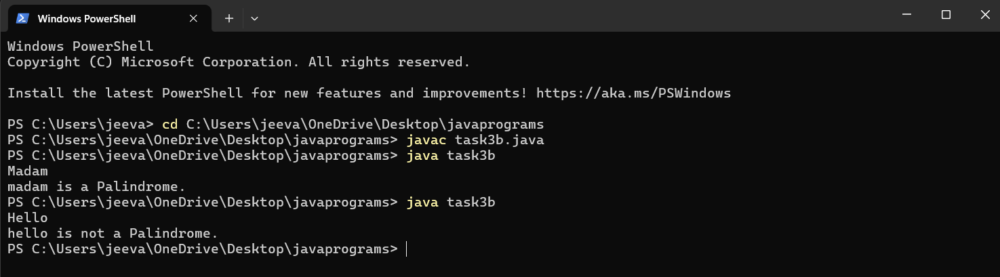 Windows PowerShell
Windows PowerShell
Copyright (C) Microsoft Corporation. All rights reserved.
Install the latest PowerShell for new features and improvements! https://aka.ms/PSWindows
PS C:\Users\jeeva> cd C:\Users\jeeva\OneDrive\Desktop\javaprograms
PS C:\Users\jeeva\OneDrive\Desktop\javaprograms> javac task3b.java
PS C:\Users\jeeva\OneDrive\Desktop\javaprograms> java task3b
Madam
madam is a Palindrome.
PS C:\Users\jeeva\OneDrive\Desktop\javaprograms> java task3b
Hello
hello is not a Palindrome.
PS C:\Users\jeeva\OneDrive\Desktop\javaprograms>